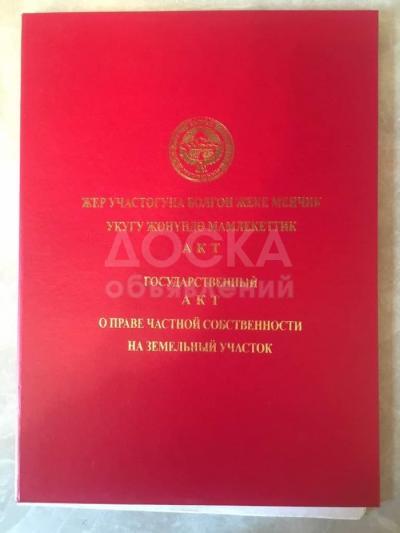 ЖЕР УЧАСТОГУНА БОЛГОН ЖЕКЕ МЕНЧИК
УКУГУ ЖӨНҮНДӨ МАМЛЕКЕТТИК
АКТ
ДОСКА
объявлений
ГОСУДАРСТВЕННЫЙ
АКТ
О ПРАВЕ ЧАСТНОЙ СОБСТВЕННОСТИ
НА ЗЕМЕЛЬНЫЙ УЧАСТОК